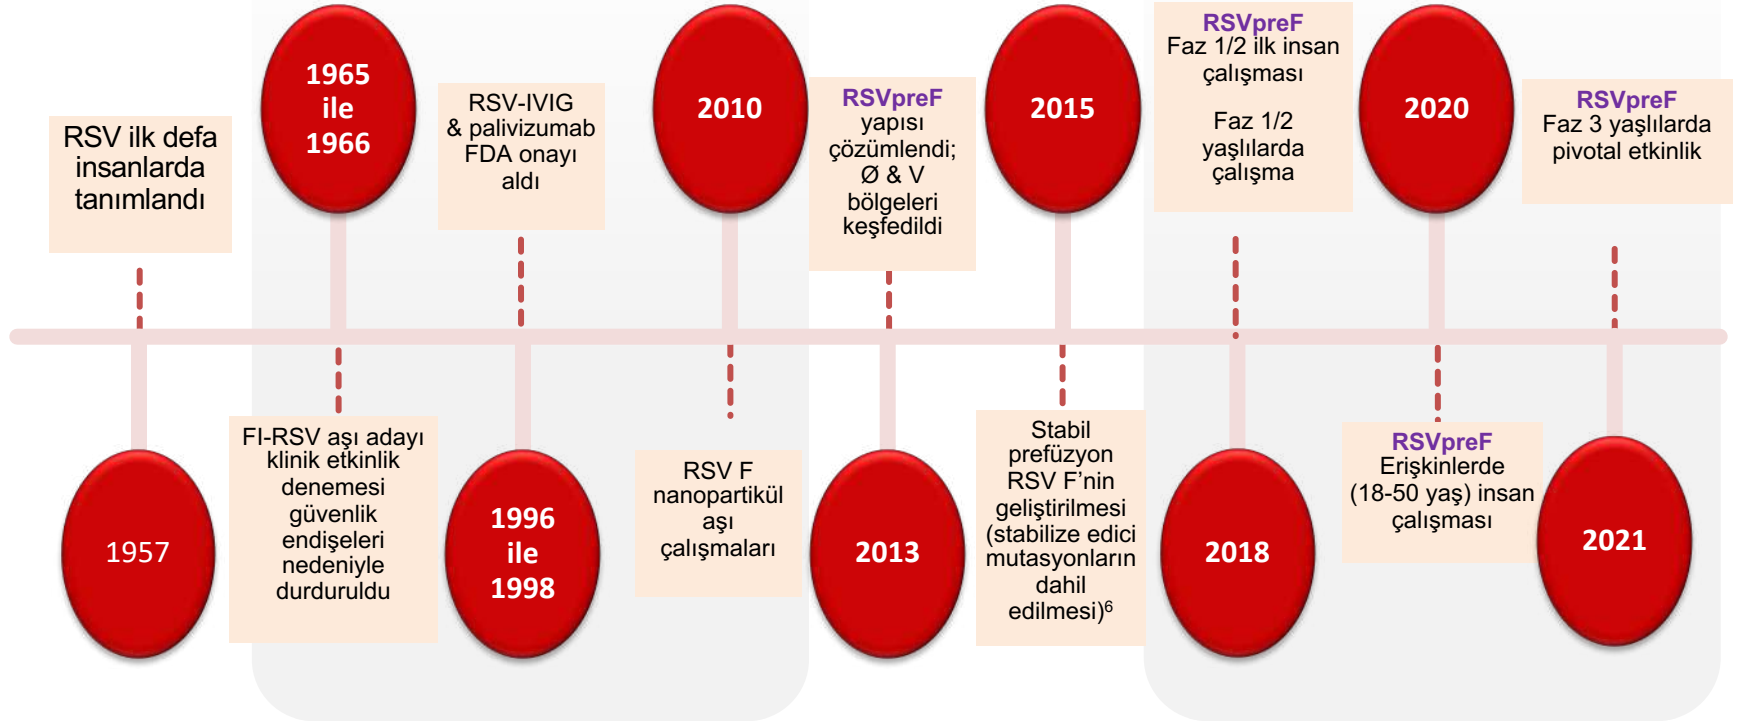 RSV ilk defa
insanlarda
tanımlandı
1957
1965
ile
1966
FI-RSV aşı adayı
klinik etkinlik
denemesi
güvenlik
endişeleri
nedeniyle
durduruldu
RSV-IVIG
& palivizumab
FDA onayı
aldı
1996
ile
1998
2010
RSV F
nanopartikül
aşı
çalışmaları
RSVpreF
yapısı
çözümlendi;
Ø & V
bölgeleri
keşfedildi
2013
2015
Stabil
prefüzyon
RSV F’nin
geliştirilmesi
(stabilize edici
mutasyonların
dahil
edilmesi)⁶
RSVpreF
Faz 1/2 ilk insan
çalışması
Faz 1/2
yaşlılarda
çalışma
2018
2020
RSVpreF
Erişkinlerde
(18-50 yaş) insan
çalışması
RSVpreF
Faz 3 yaşlılarda
pivotal etkinlik
2021